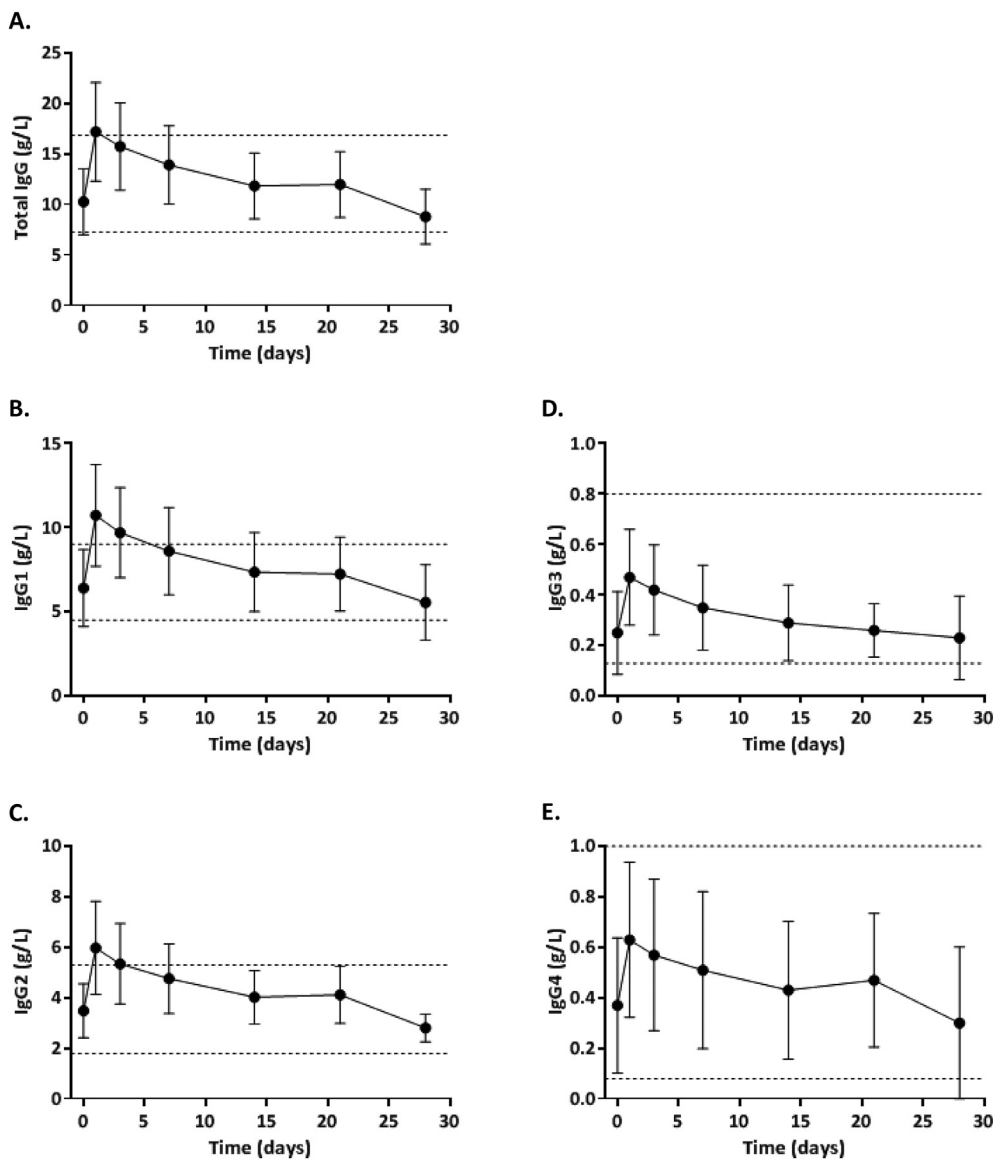 A.
Total IgG (g/L)
25
20
15
10
5
0
0 5 10 15 20 25 30
Time (days)
B.
IgG1 (g/L)
15
10
5
0
0 5 10 15 20 25 30
Time (days)
D.
IgG3 (g/L)
1.0
0.8
0.6
0.4
0.2
0.0
0 5 10 15 20 25 30
Time (days)
C.
IgG2 (g/L)
10
8
6
4
2
0
0 5 10 15 20 25 30
Time (days)
E.
IgG4 (g/L)
1.0
0.8
0.6
0.4
0.2
0.0
0 5 10 15 20 25 30
Time (days)